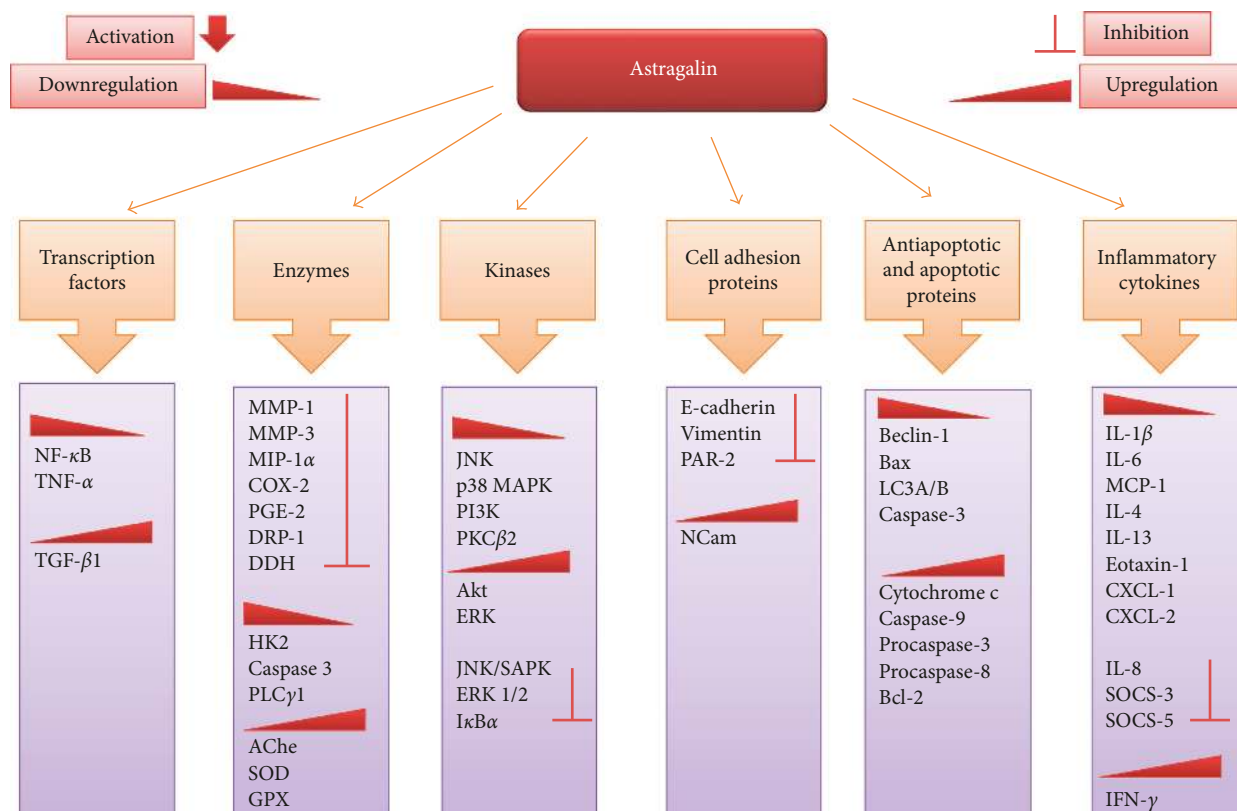 Activation
Downregulation
Astragalin
Inhibition
Upregulation
Transcription
factors
Enzymes
Kinases
Cell adhesion
proteins
Antiapoptotic
and apoptotic
proteins
Inflammatory
cytokines
NF-κB
TNF-α
TGF-β1
MMP-1
MMP-3
MIP-1α
COX-2
PGE-2
DRP-1
DDH
HK2
Caspase 3
PLCγ1
AChe
SOD
GPX
JNK
p38 MAPK
PI3K
PKCβ2
Akt
ERK
JNK/SAPK
ERK 1/2
IκBα
E-cadherin
Vimentin
PAR-2
NCam
Beclin-1
Bax
LC3A/B
Caspase-3
Cytochrome c
Caspase-9
Procaspase-3
Procaspase-8
Bcl-2
IL-1β
IL-6
MCP-1
IL-4
IL-13
Eotaxin-1
CXCL-1
CXCL-2
IL-8
SOCS-3
SOCS-5
IFN-γ